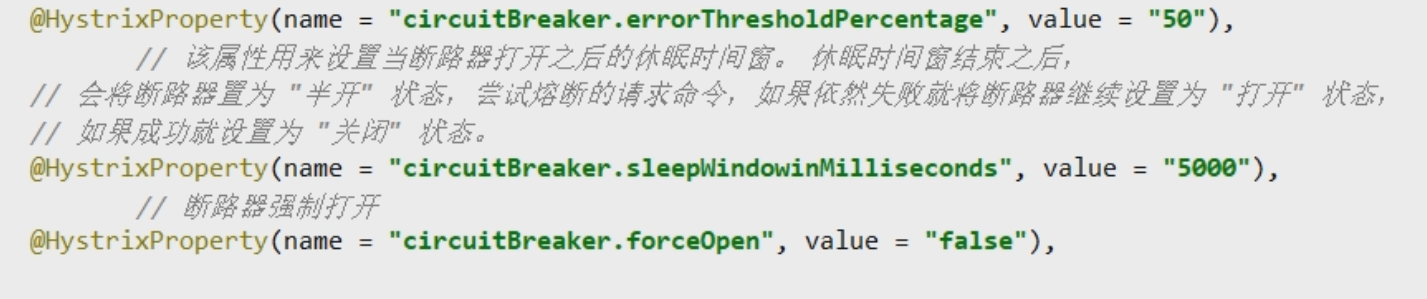 @HystrixProperty(name = "circuitBreaker.errorThresholdPercentage", value = "50"),
// 该属性用来设置当断路器打开之后的休眠时间窗。 休眠时间窗结束之后,
// 会将断路器置为 "半开" 状态, 尝试熔断的请求命令, 如果依然失败就将断路器继续设置为 "打开" 状态,
// 如果成功就设置为 "关闭" 状态。
@HystrixProperty(name = "circuitBreaker.sleepWindowinMilliseconds", value = "5000"),
// 断路器强制打开
@HystrixProperty(name = "circuitBreaker.forceOpen", value = "false"),